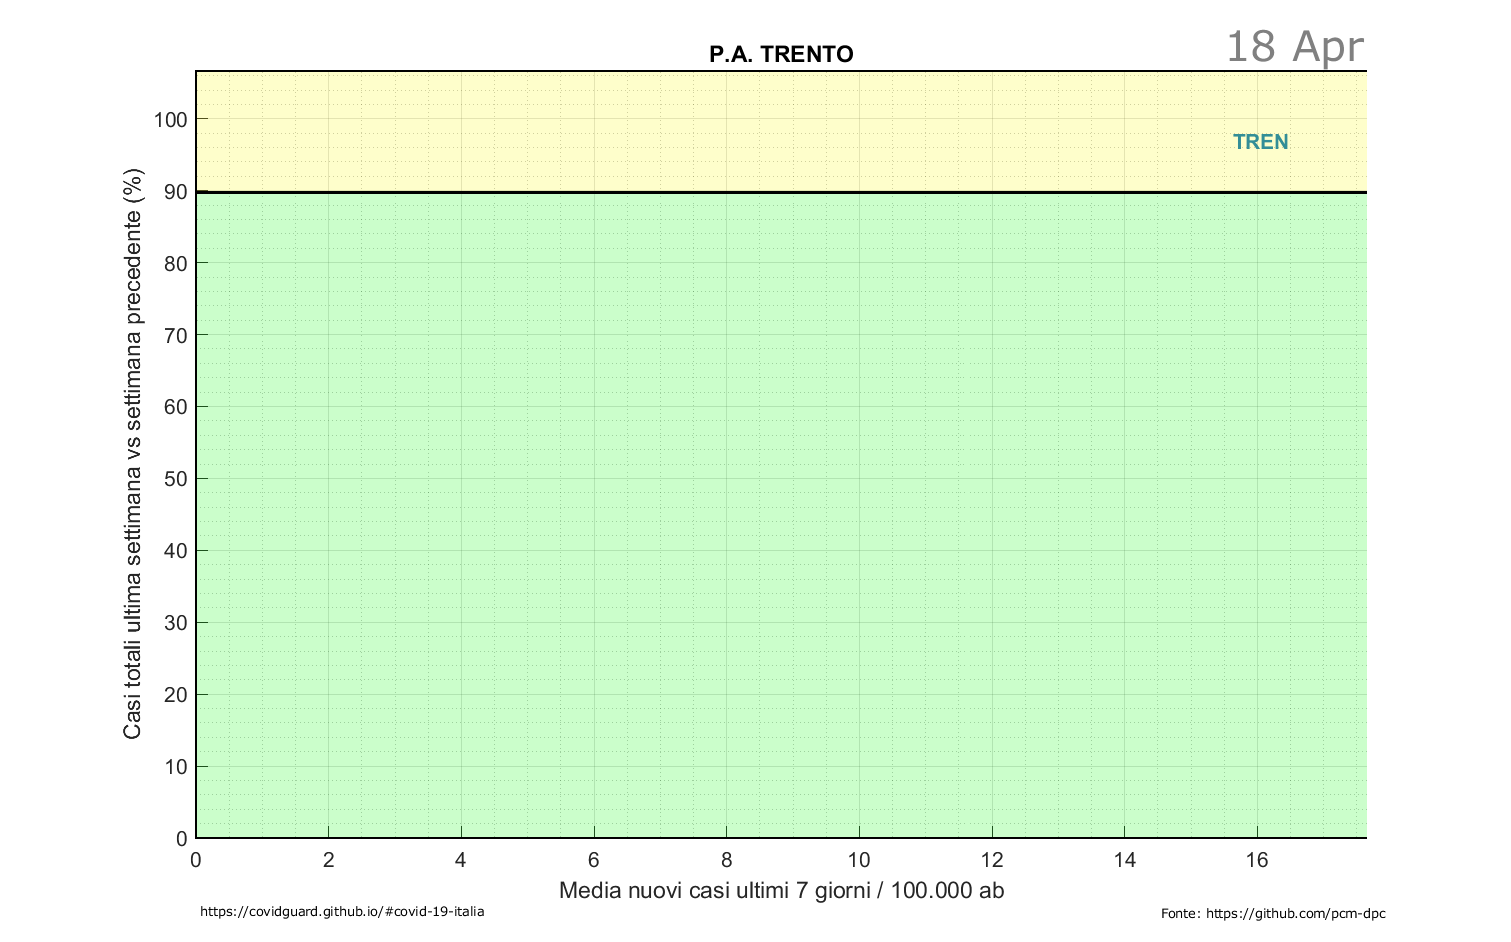 P.A. TRENTO
18 Apr
TREN
Casi totali ultima settimana vs settimana precedente (%)
100
90
80
70
60
50
40
30
20
10
0
0 2 4 6 8 10 12 14 16
Media nuovi casi ultimi 7 giorni / 100.000 ab
https://covidguard.github.io/#covid-19-italia
Fonte: https://github.com/pcm-dpc